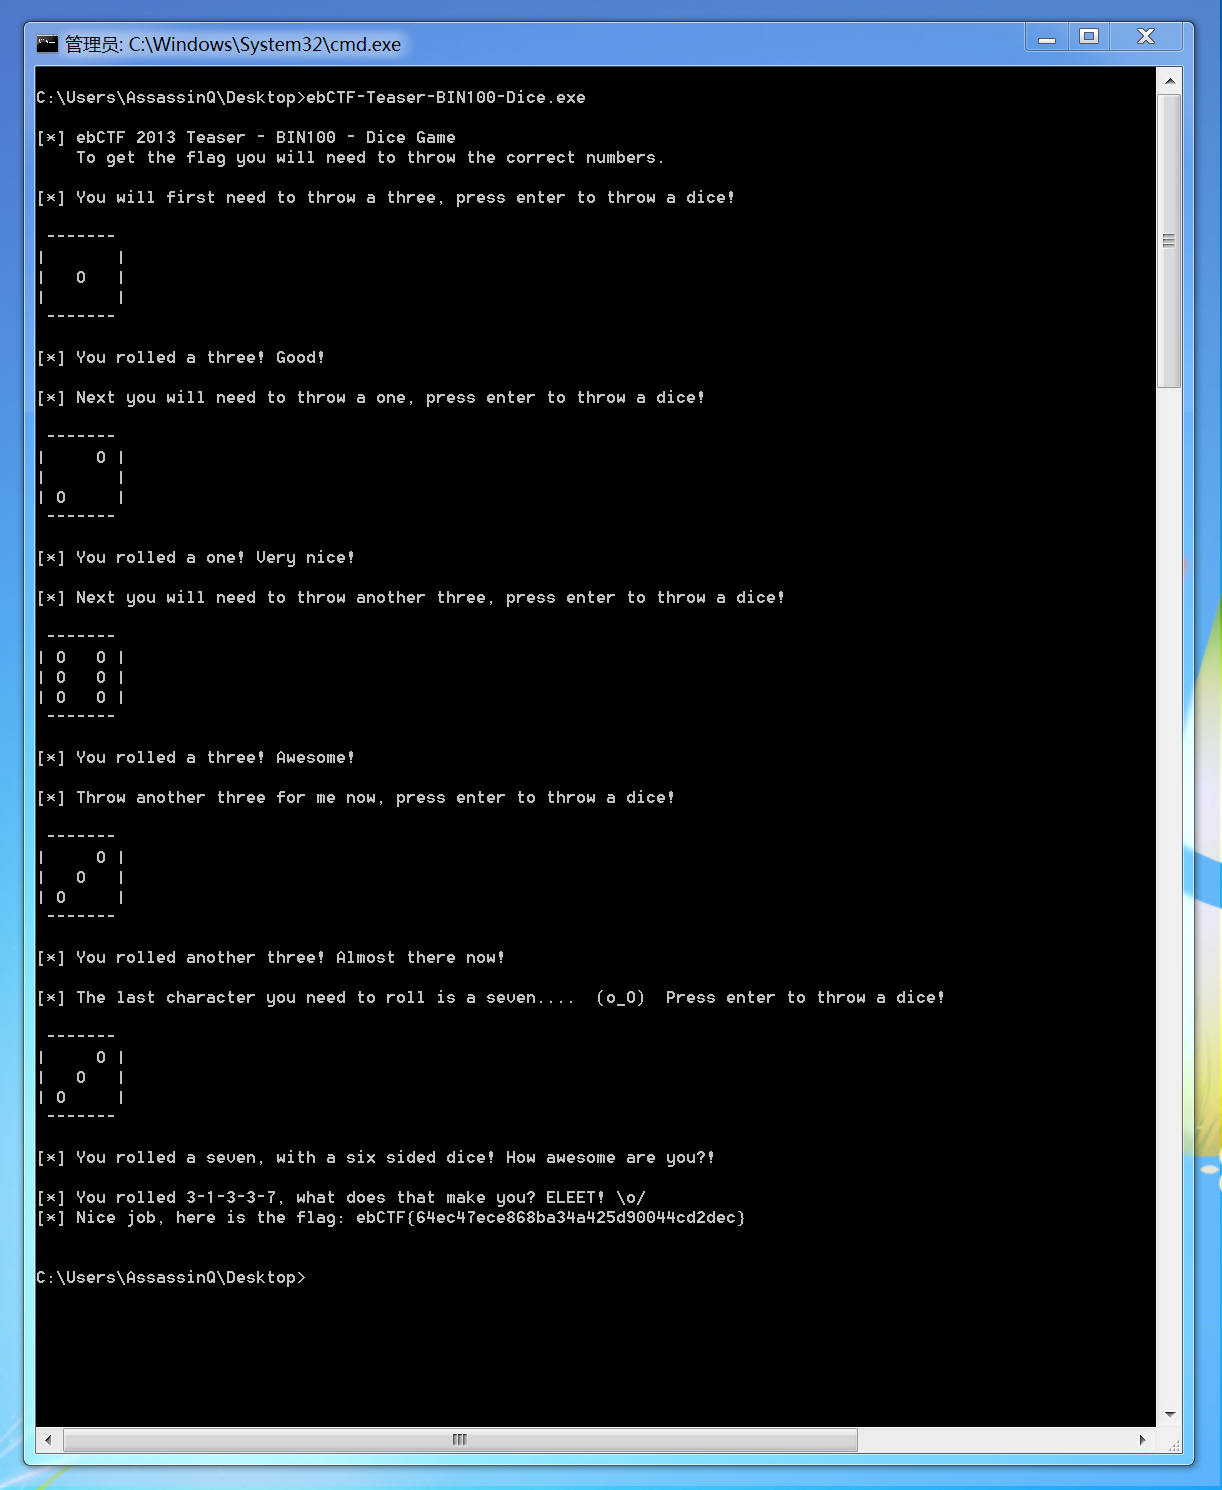 管理员: C:\Windows\System32\cmd.exe
C:\Users\AssassinQ\Desktop>ebCTF-Teaser-BIN100-Dice.exe
[*] ebCTF 2013 Teaser - BIN100 - Dice Game
    To get the flag you will need to throw the correct numbers.
[*] You will first need to throw a three, press enter to throw a dice!
 -------
|       |
|   O   |
|       |
 -------
[*] You rolled a three! Good!
[*] Next you will need to throw a one, press enter to throw a dice!
 -------
|     O |
|       |
| O     |
 -------
[*] You rolled a one! Very nice!
[*] Next you will need to throw another three, press enter to throw a dice!
 -------
| O   O |
| O   O |
| O   O |
 -------
[*] You rolled a three! Awesome!
[*] Throw another three for me now, press enter to throw a dice!
 -------
|     O |
|   O   |
| O     |
 -------
[*] You rolled another three! Almost there now!
[*] The last character you need to roll is a seven....  (o_O)  Press enter to throw a dice!
 -------
|     O |
|   O   |
| O     |
 -------
[*] You rolled a seven, with a six sided dice! How awesome are you?!
[*] You rolled 3-1-3-3-7, what does that make you? ELEET! \o/
[*] Nice job, here is the flag: ebCTF{64ec47ece868ba34a425d90044cd2dec}
C:\Users\AssassinQ\Desktop>